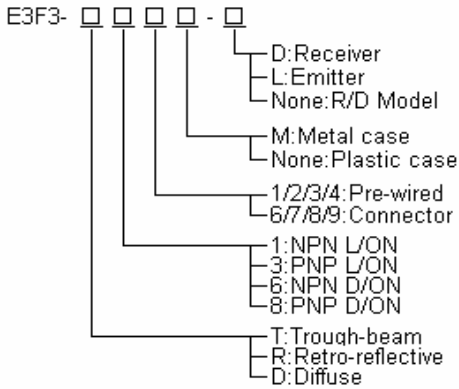 E3F3- □ □ □ □ - □
D:Receiver
L:Emitter
None:R/D Model
M:Metal case
None:Plastic case
1/2/3/4:Pre-wired
6/7/8/9:Connector
1:NPN L/ON
3:PNP L/ON
6:NPN D/ON
8:PNP D/ON
T:Trough-beam
R:Retro-reflective
D:Diffuse